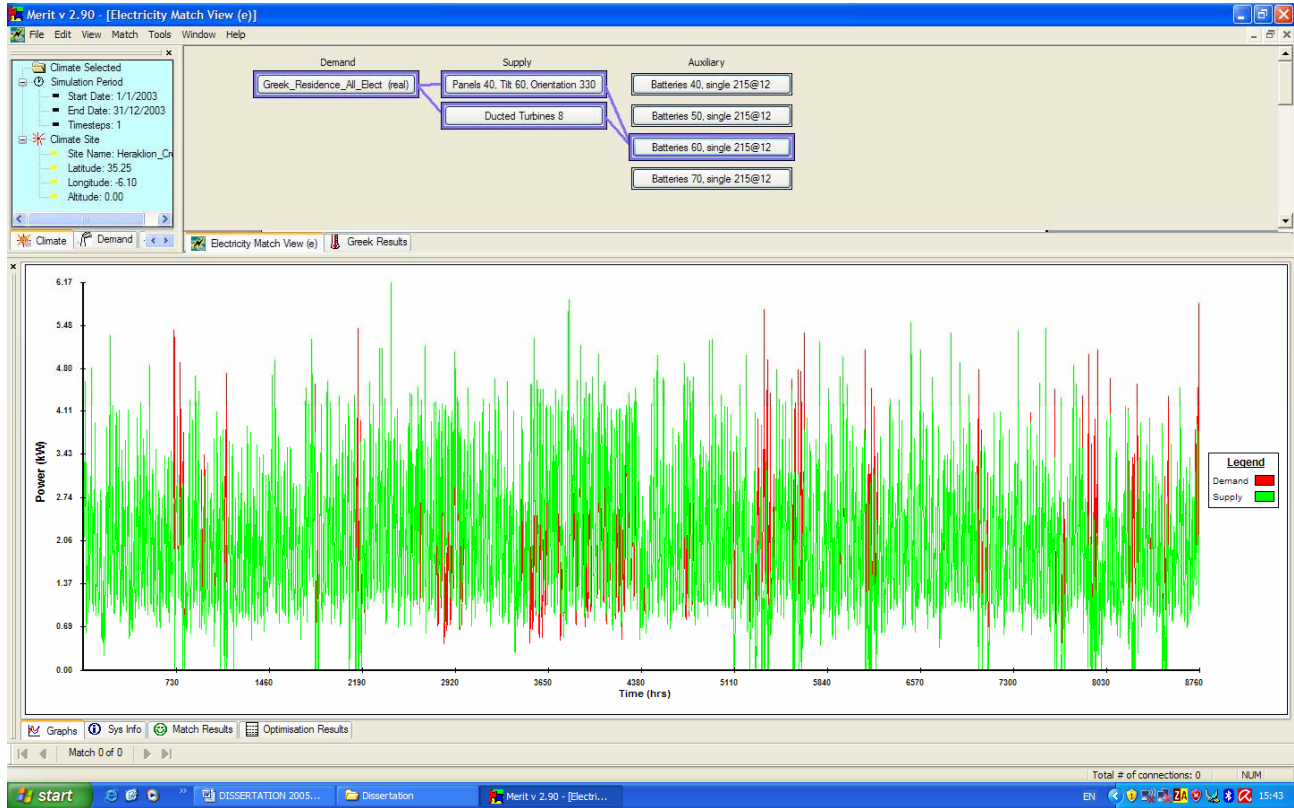 Merit v 2.90 - [Electricity Match View (e)]
File Edit View Match Tools Window Help
Climate Selected
Simulation Period
Start Date: 1/1/2003
End Date: 31/12/2003
Timesteps: 1
Climate Site
Site Name: Heraklion_Cr
Latitude: 35.25
Longitude: -6.10
Altitude: 0.00
Climate Demand
Demand Supply Auxiliary
Greek_Residence_All_Elect (real) Panels 40, Tilt 60, Orientation 330 Batteries 40, single 215@12
Ducted Turbines 8 Batteries 50, single 215@12
Batteries 60, single 215@12
Batteries 70, single 215@12
Electricity Match View (e) Greek Results
6.17
5.48
4.80
4.11
3.43
2.74
2.06
1.37
0.69
0.00
Power (kW)
730 1460 2190 2920 3650 4380 5110 5840 6570 7300 8030 8760
Time (hrs)
Legend
Demand
Supply
Graphs Sys Info Match Results Optimisation Results
Match 0 of 0
Total # of connections: 0 NUM
start DISSERTATION 2005... Dissertation Merit v 2.90 - [Electri... EN ZA 15:43